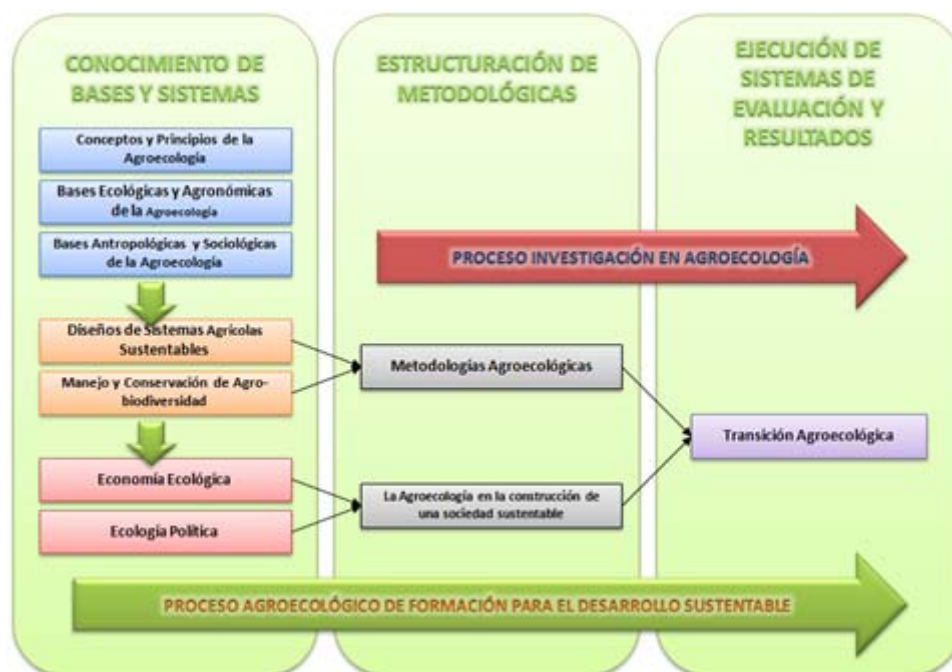 CONOCIMIENTO DE
BASES Y SISTEMAS
Conceptos y Principios de la
Agroecología
Bases Ecológicas y Agronómicas
de la Agroecología
Bases Antropológicas y Sociológicas
de la Agroecología
Diseños de Sistemas Agrícolas
Sustentables
Manejo y Conservación de Agro-
biodiversidad
Economía Ecológica
Ecología Política
ESTRUCTURACIÓN DE
METODOLÓGICAS
PROCESO INVESTIGACIÓN EN AGROECOLOGÍA
Metodologías Agroecológicas
La Agroecología en la construcción de
una sociedad sustentable
EJECUCIÓN DE
SISTEMAS DE
EVALUACIÓN Y
RESULTADOS
Transición Agroecológica
PROCESO AGROECOLÓGICO DE FORMACIÓN PARA EL DESARROLLO SUSTENTABLE